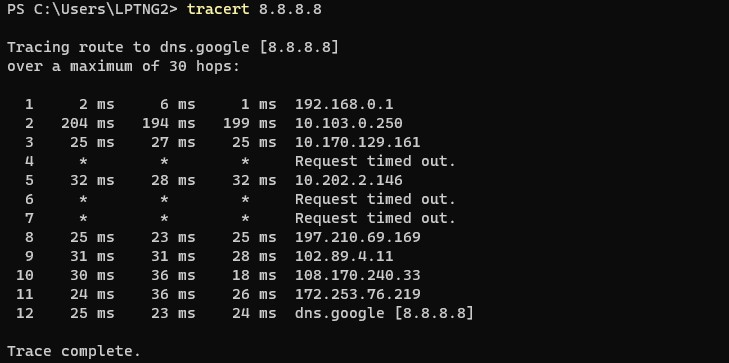 PS C:\Users\LPTNG2> tracert 8.8.8.8
Tracing route to dns.google [8.8.8.8]
over a maximum of 30 hops:
1 2 ms 6 ms 1 ms 192.168.0.1
2 204 ms 194 ms 199 ms 10.103.0.250
3 25 ms 27 ms 25 ms 10.170.129.161
4 * * * Request timed out.
5 32 ms 28 ms 32 ms 10.202.2.146
6 * * * Request timed out.
7 * * * Request timed out.
8 25 ms 23 ms 25 ms 197.210.69.169
9 31 ms 31 ms 28 ms 102.89.4.11
10 30 ms 36 ms 18 ms 108.170.240.33
11 24 ms 36 ms 26 ms 172.253.76.219
12 25 ms 23 ms 24 ms dns.google [8.8.8.8]
Trace complete.